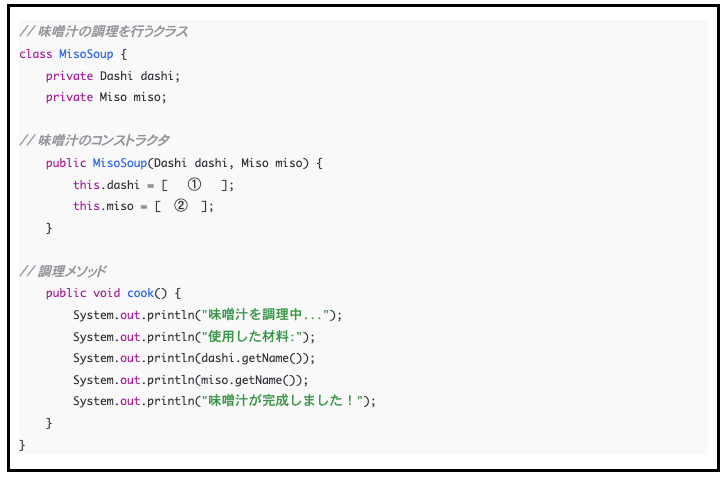 // 味噌汁の調理を行うクラス
class MisoSoup {
    private Dashi dashi;
    private Miso miso;

// 味噌汁のコンストラクタ
    public MisoSoup(Dashi dashi, Miso miso) {
        this.dashi = [   ①   ];
        this.miso = [  ②  ];
    }

// 調理メソッド
    public void cook() {
        System.out.println("味噌汁を調理中...");
        System.out.println("使用した材料:");
        System.out.println(dashi.getName());
        System.out.println(miso.getName());
        System.out.println("味噌汁が完成しました！");
    }
}